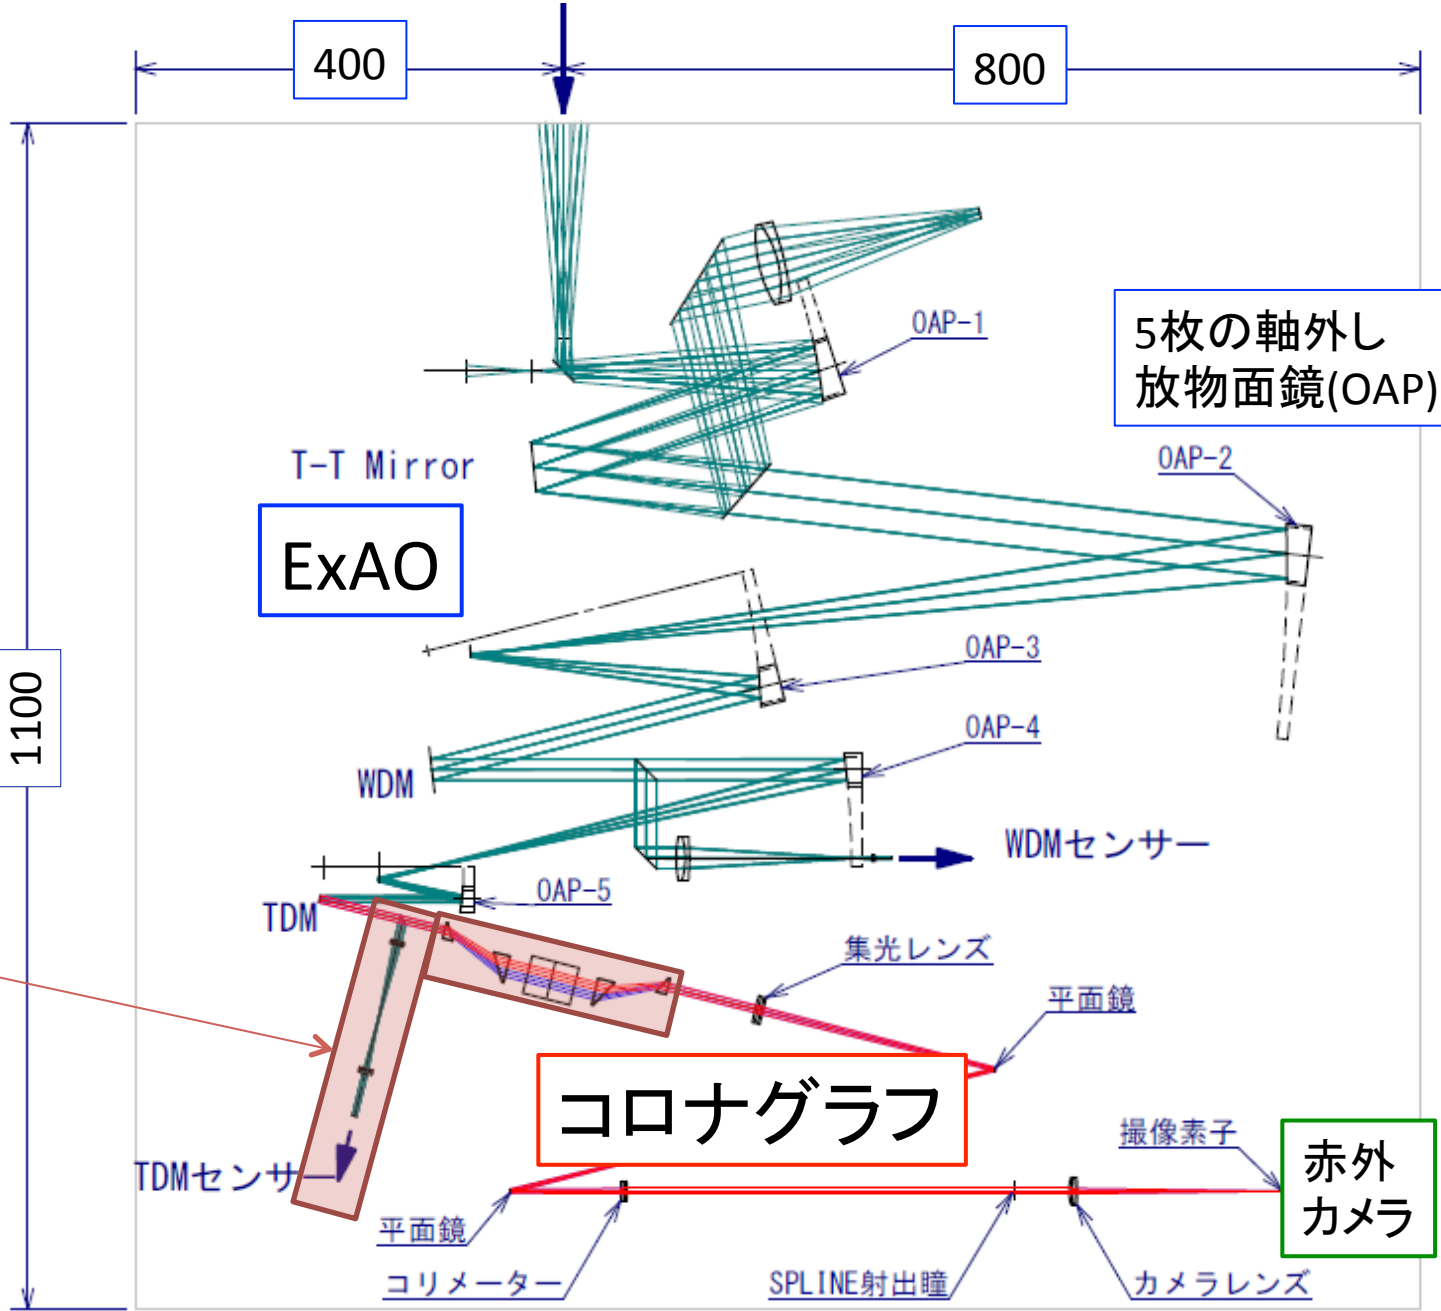 400
800
OAP-1
5枚の軸外し
放物面鏡(OAP)
T-T Mirror
OAP-2
ExAO
OAP-3
1100
OAP-4
WDM
WDMセンサー
OAP-5
TDM
集光レンズ
平面鏡
コロナグラフ
撮像素子
赤外
カメラ
TDMセンサー
平面鏡
コリメーター
SPLINE射出瞳
カメラレンズ